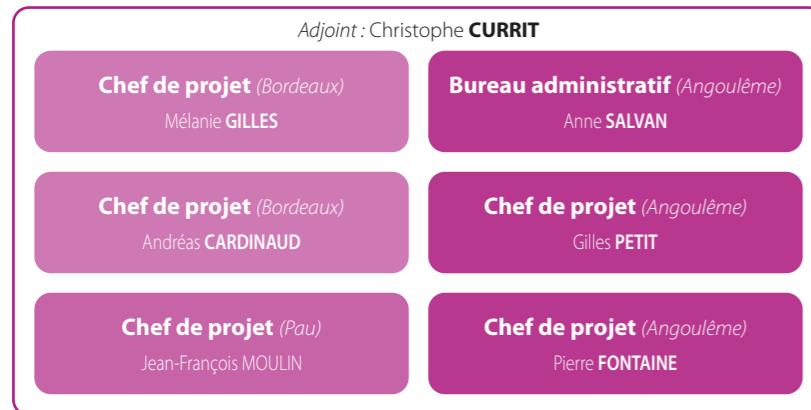 Adjoint : Christophe CURRIT
Chef de projet (Bordeaux)
Mélanie GILLES
Bureau administratif (Angoulême)
Anne SALVAN
Chef de projet (Bordeaux)
Andréas CARDINAUD
Chef de projet (Angoulême)
Gilles PETIT
Chef de projet (Pau)
Jean-François MOULIN
Chef de projet (Angoulême)
Pierre FONTAINE